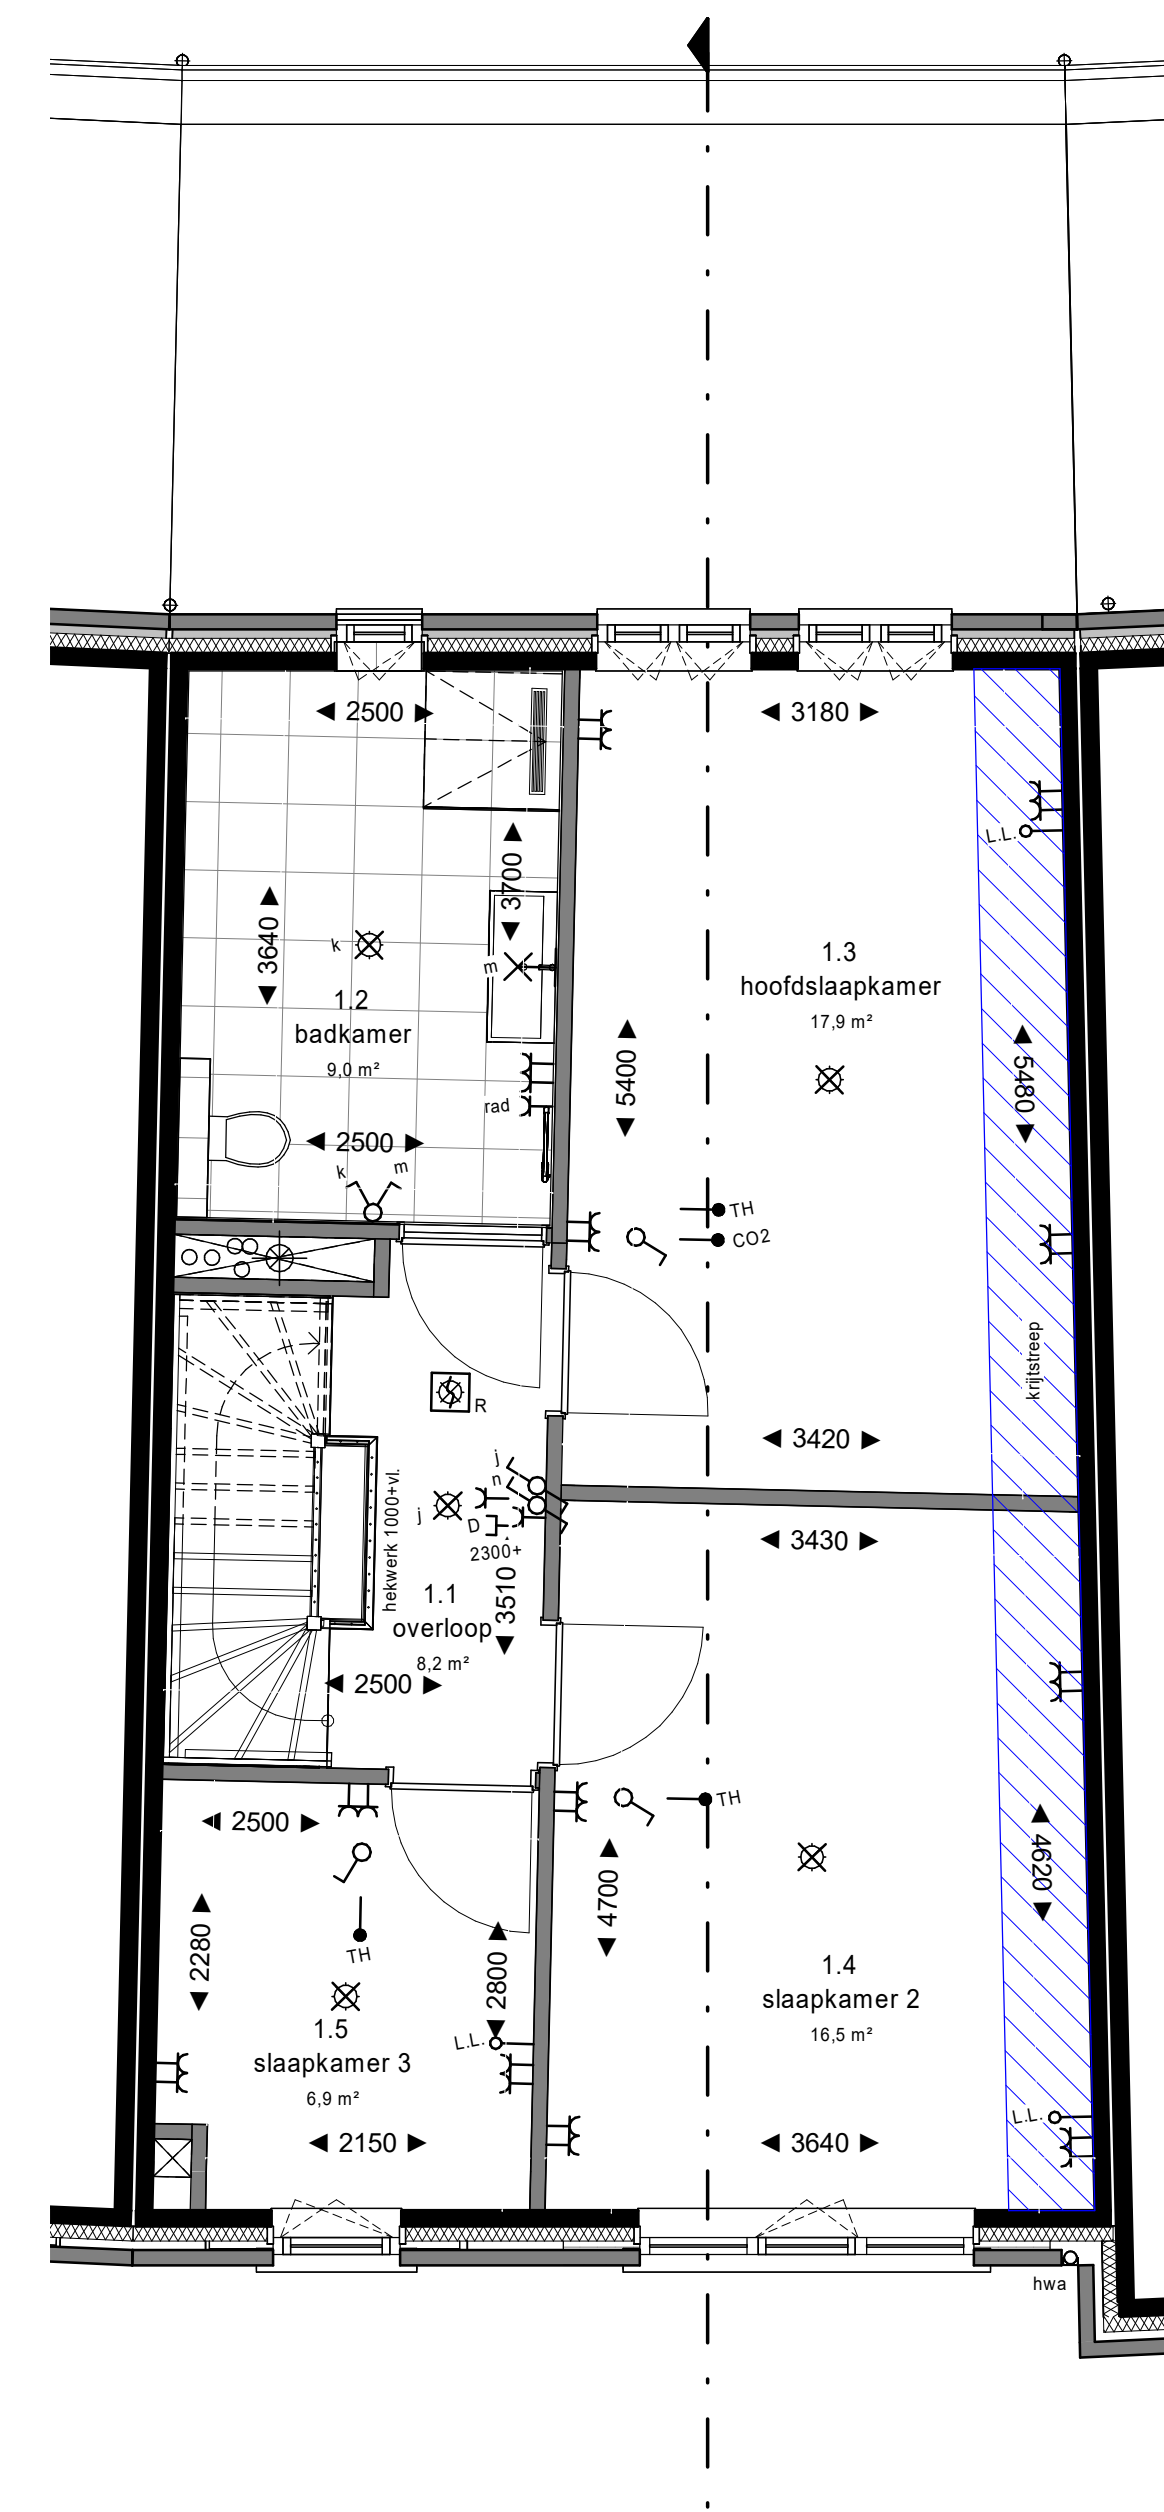 2500
3180
L.L.
3700
3640
k
m
1.2
badkamer
9,0 m²
1.3
hoofdslaapkamer
17,9 m²
5400
5480
rad
2500
k
m
TH
CO2
krijtstreep
R
3420
j
n
j
D
2300+
hekwerk 1000+vl.
3430
3510
1.1
overloop
8,2 m²
2500
2500
TH
4700
4620
2280
TH
2800
1.5
slaapkamer 3
6,9 m²
L.L.
1.4
slaapkamer 2
16,5 m²
L.L.
2150
3640
hwa